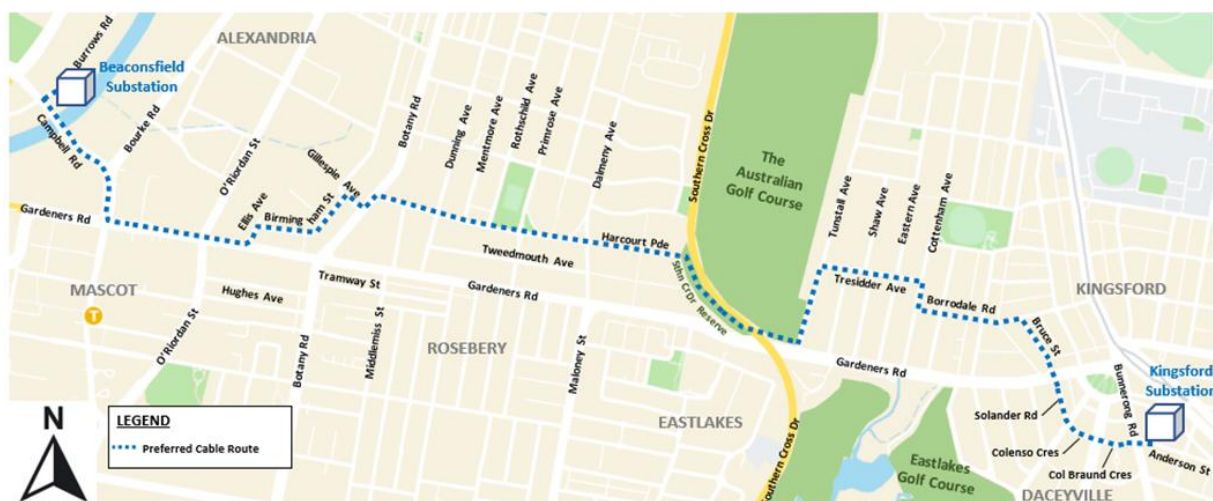 ALEXANDRIA
Burrows Rd
Beaconsfield
Substation
Campbell Rd
Bourke Rd
O'Riordan St
Gillespie Ave
Botany Rd
Dunning Ave
Mentmore Ave
Rothschild Ave
Primrose Ave
Dalmeny Ave
Southern Cross Dr
The
Australian
Golf Course
Tunstall Ave
Shaw Ave
Eastern Ave
Cottenham Ave
Gardeners Rd
Ellis Ave
Birming
ham St
Harcourt Pde
Tweedmouth Ave
Sthn CrDr Reserve
Tresidder Ave
Borrodale Rd
KINGSFORD
MASCOT
T
Hughes Ave
Tramway St
Gardeners Rd
O'Riordan St
Botany Rd
Middlemiss St
ROSEBERY
Maloney St
Gardeners Rd
Bruce St
Bunnerong Rd
Kingsford
Substation
EASTLAKES
Southern Cross Dr
Solander Rd
Colenso Cres
Col Braund Cres
Anderson St
Eastlakes
Golf Course
DACEYVILLE
N
LEGEND
Preferred Cable Route